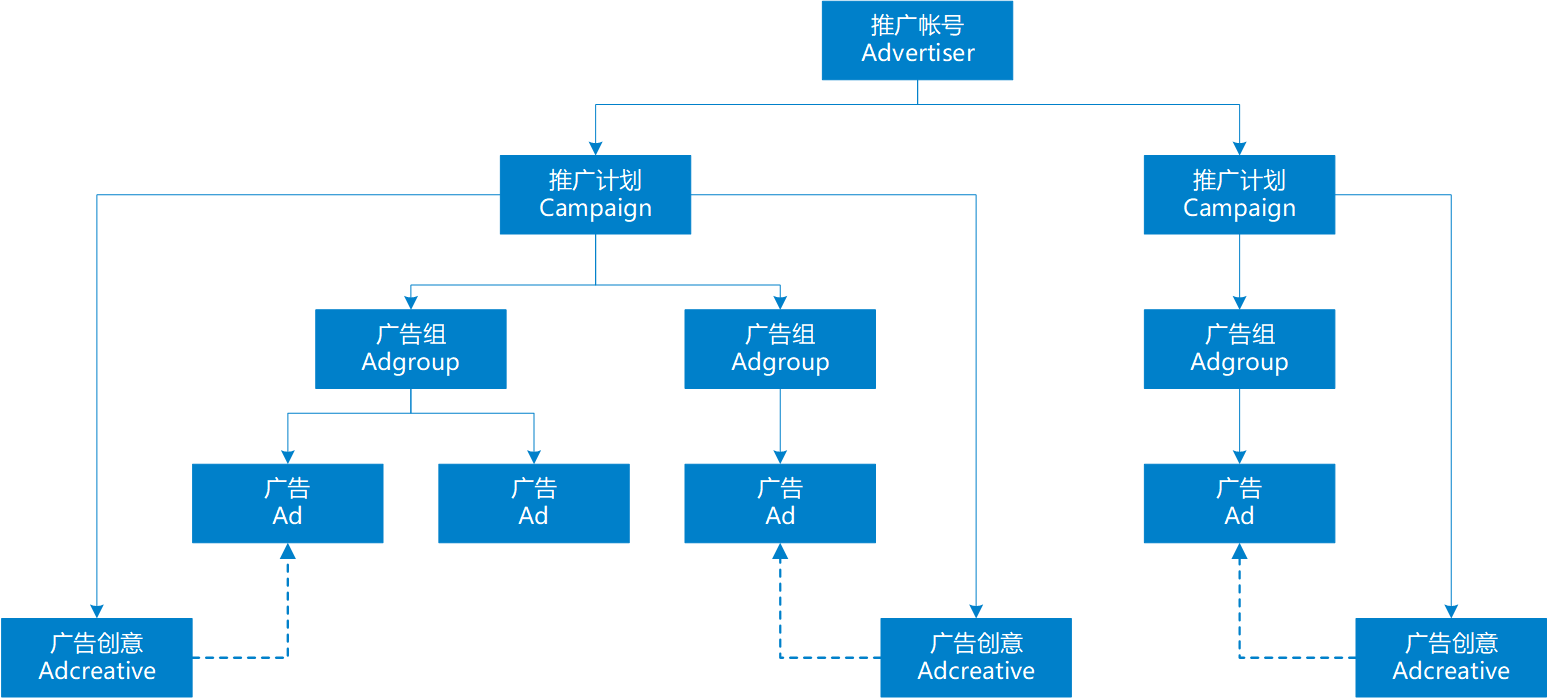 推广帐号
Advertiser
推广计划
Campaign
推广计划
Campaign
广告组
Adgroup
广告组
Adgroup
广告组
Adgroup
广告
Ad
广告
Ad
广告
Ad
广告
Ad
广告创意
Adcreative
广告创意
Adcreative
广告创意
Adcreative